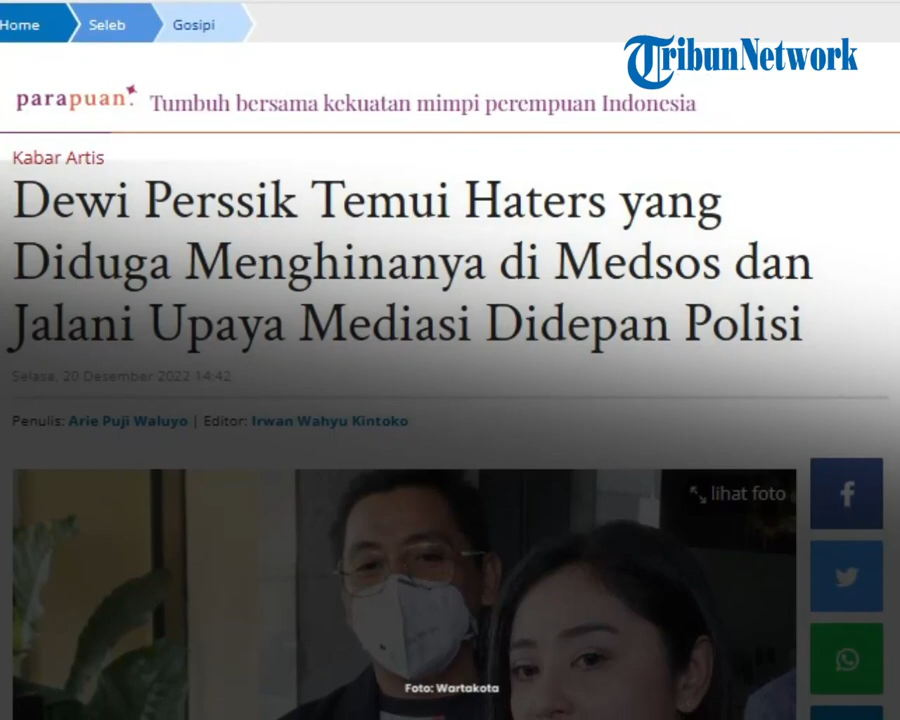 Home Seleb Gosipi
TribunNetwork
parapuan. Tumbuh bersama kekuatan mimpi perempuan Indonesia
Kabar Artis
Dewi Perssik Temui Haters yang
Diduga Menghinanya di Medsos dan
Jalani Upaya Mediasi Didepan Polisi
Selasa, 20 Desember 2022 14:42
Penulis: Arie Puji Waluyo | Editor: Irwan Wahyu Kintoko
lihat foto
Foto: Wartakota